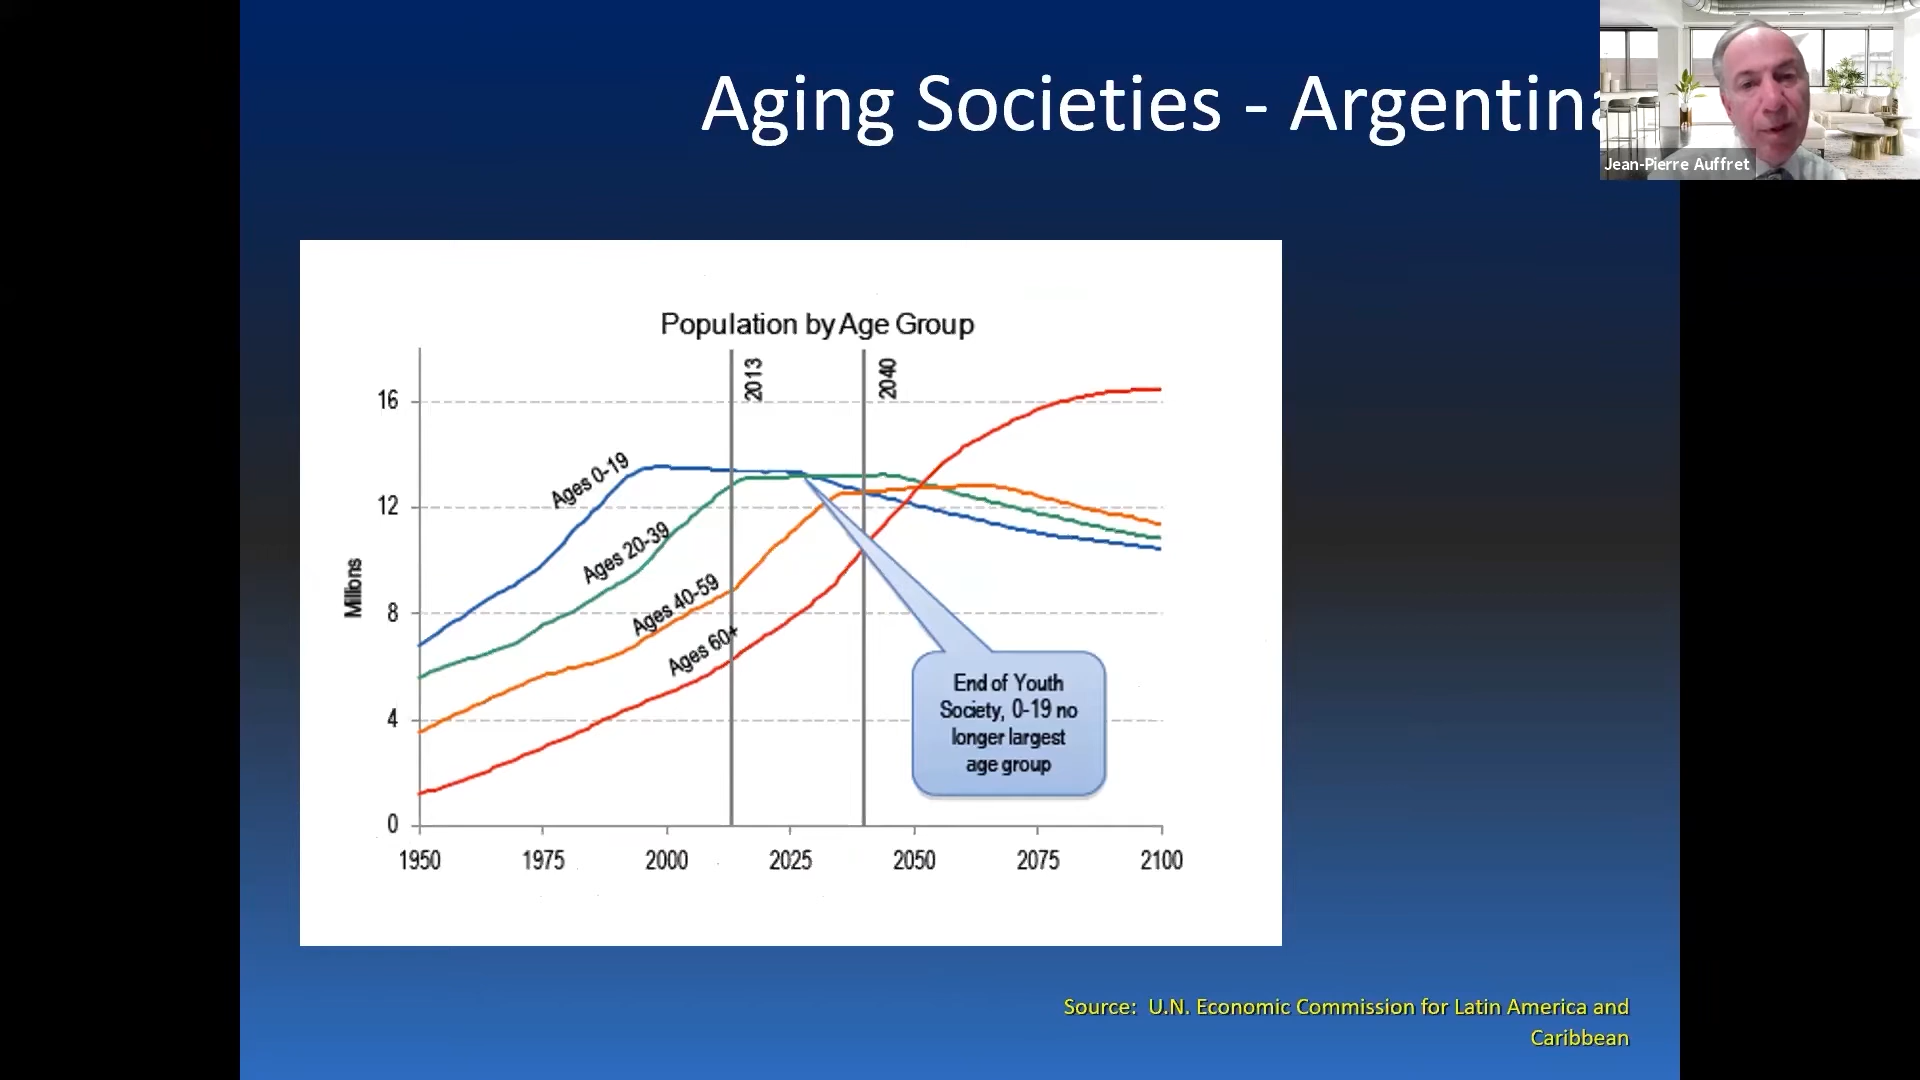 Aging Societies - Argentina
Jean-Pierre Auffret
Population by Age Group
2013
2040
16
12
8
4
0
Millions
Ages 0-19
Ages 20-39
Ages 40-59
Ages 60+
End of Youth
Society, 0-19 no
longer largest
age group
1950 1975 2000 2025 2050 2075 2100
Source: U.N. Economic Commission for Latin America and
Caribbean